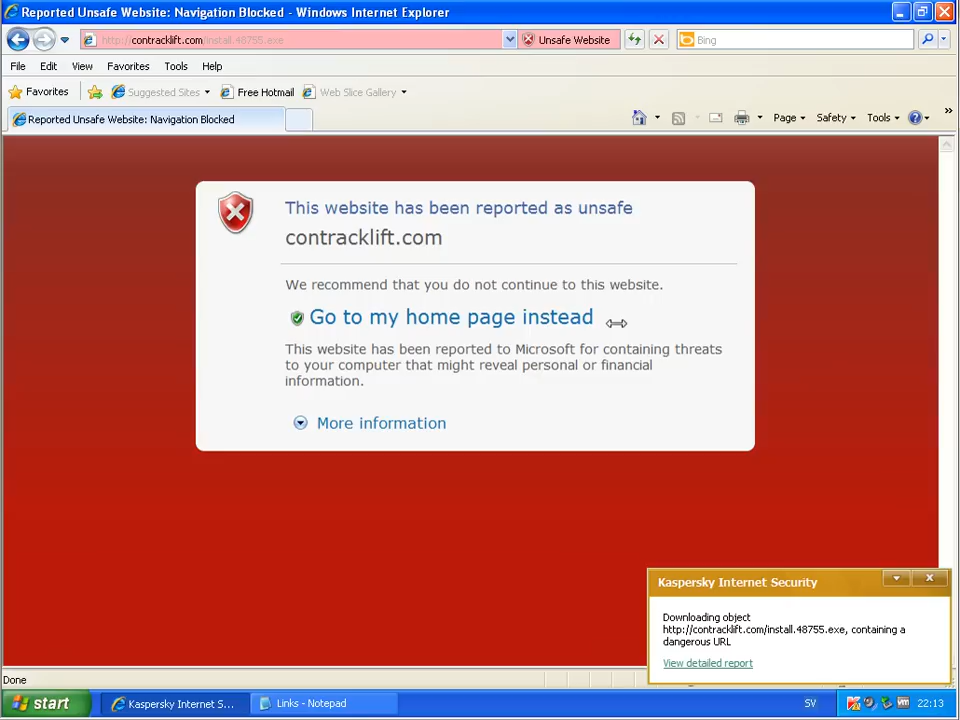 Reported Unsafe Website: Navigation Blocked - Windows Internet Explorer
http://contracklift.com/install.48755.exe
Unsafe Website
Bing
File Edit View Favorites Tools Help
Favorites Suggested Sites Free Hotmail Web Slice Gallery
Reported Unsafe Website: Navigation Blocked
Page Safety Tools »
This website has been reported as unsafe
contracklift.com
We recommend that you do not continue to this website.
Go to my home page instead
This website has been reported to Microsoft for containing threats
to your computer that might reveal personal or financial
information.
More information
Kaspersky Internet Security
Downloading object
http://contracklift.com/install.48755.exe, containing a
dangerous URL
View detailed report
Done
start Kaspersky Internet S... Links - Notepad SV 22:13